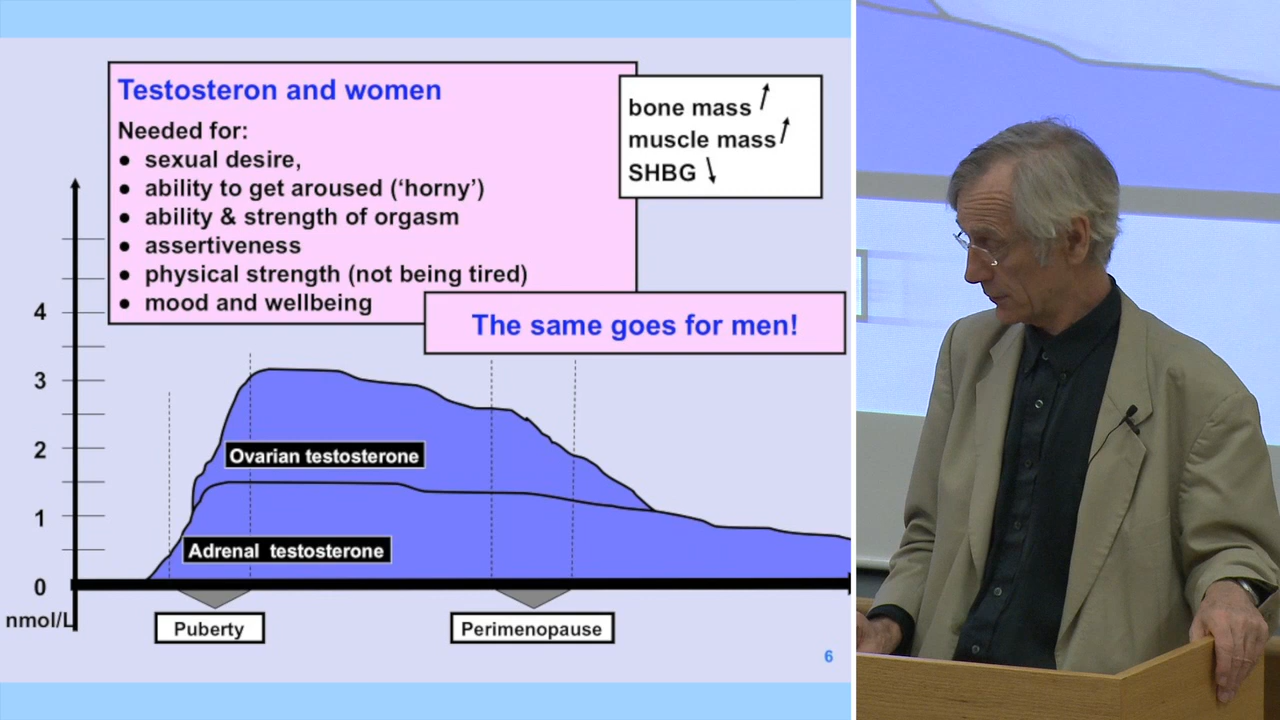 Testosteron and women
Needed for:
● sexual desire,
● ability to get aroused (‘horny’)
● ability & strength of orgasm
● assertiveness
● physical strength (not being tired)
● mood and wellbeing
bone mass ↑
muscle mass ↑
SHBG ↓
The same goes for men!
4
3
2
1
0
nmol/L
Ovarian testosterone
Adrenal testosterone
Puberty
Perimenopause
6